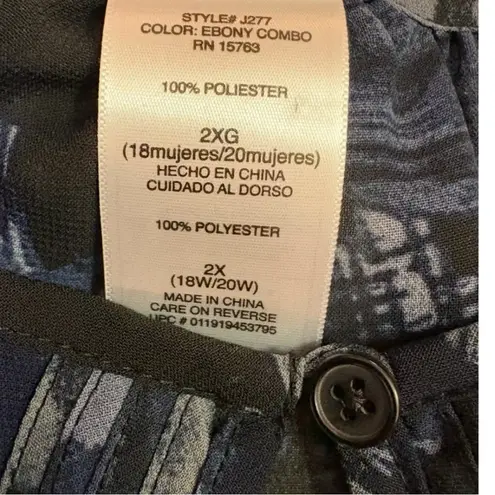 STYLE# J277
COLOR: EBONY COMBO
RN 15763
100% POLIESTER
2XG
(18mujeres/20mujeres)
HECHO EN CHINA
CUIDADO AL DORSO
100% POLYESTER
2X
(18W/20W)
MADE IN CHINA
CARE ON REVERSE
UPC # 011919453795